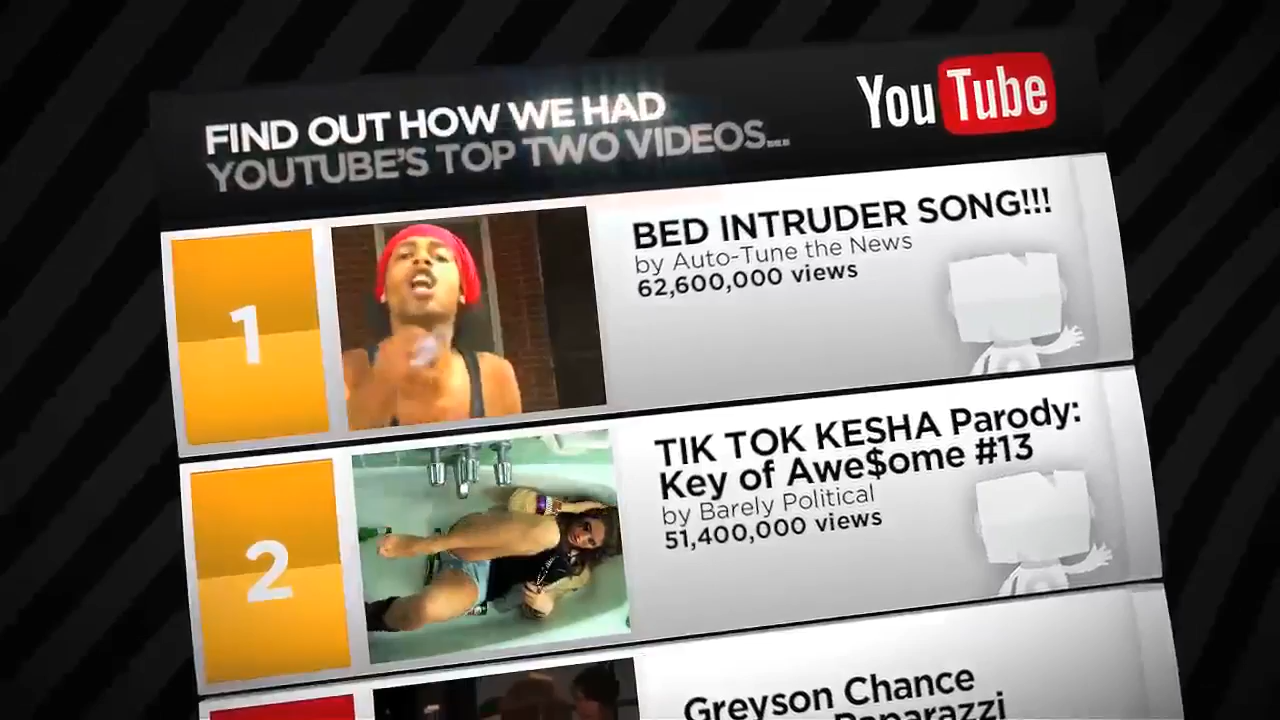 FIND OUT HOW WE HAD
YOUTUBE'S TOP TWO VIDEOS...
YouTube
1
BED INTRUDER SONG!!!
by Auto-Tune the News
62,600,000 views
2
TIK TOK KESHA Parody:
Key of Awe$ome #13
by Barely Political
51,400,000 views
Greyson Chance
Paparazzi